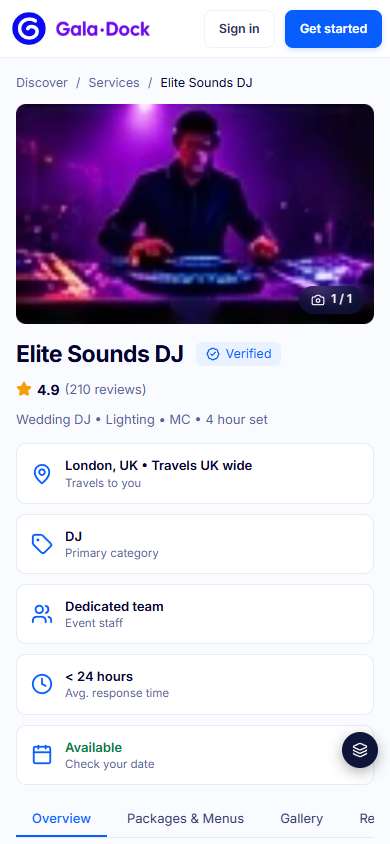 Gala·Dock
Sign in
Get started
Discover / Services / Elite Sounds DJ
1 / 1
Elite Sounds DJ
Verified
4.9 (210 reviews)
Wedding DJ • Lighting • MC • 4 hour set
London, UK • Travels UK wide
Travels to you
DJ
Primary category
Dedicated team
Event staff
< 24 hours
Avg. response time
Available
Check your date
Overview
Packages & Menus
Gallery
Re